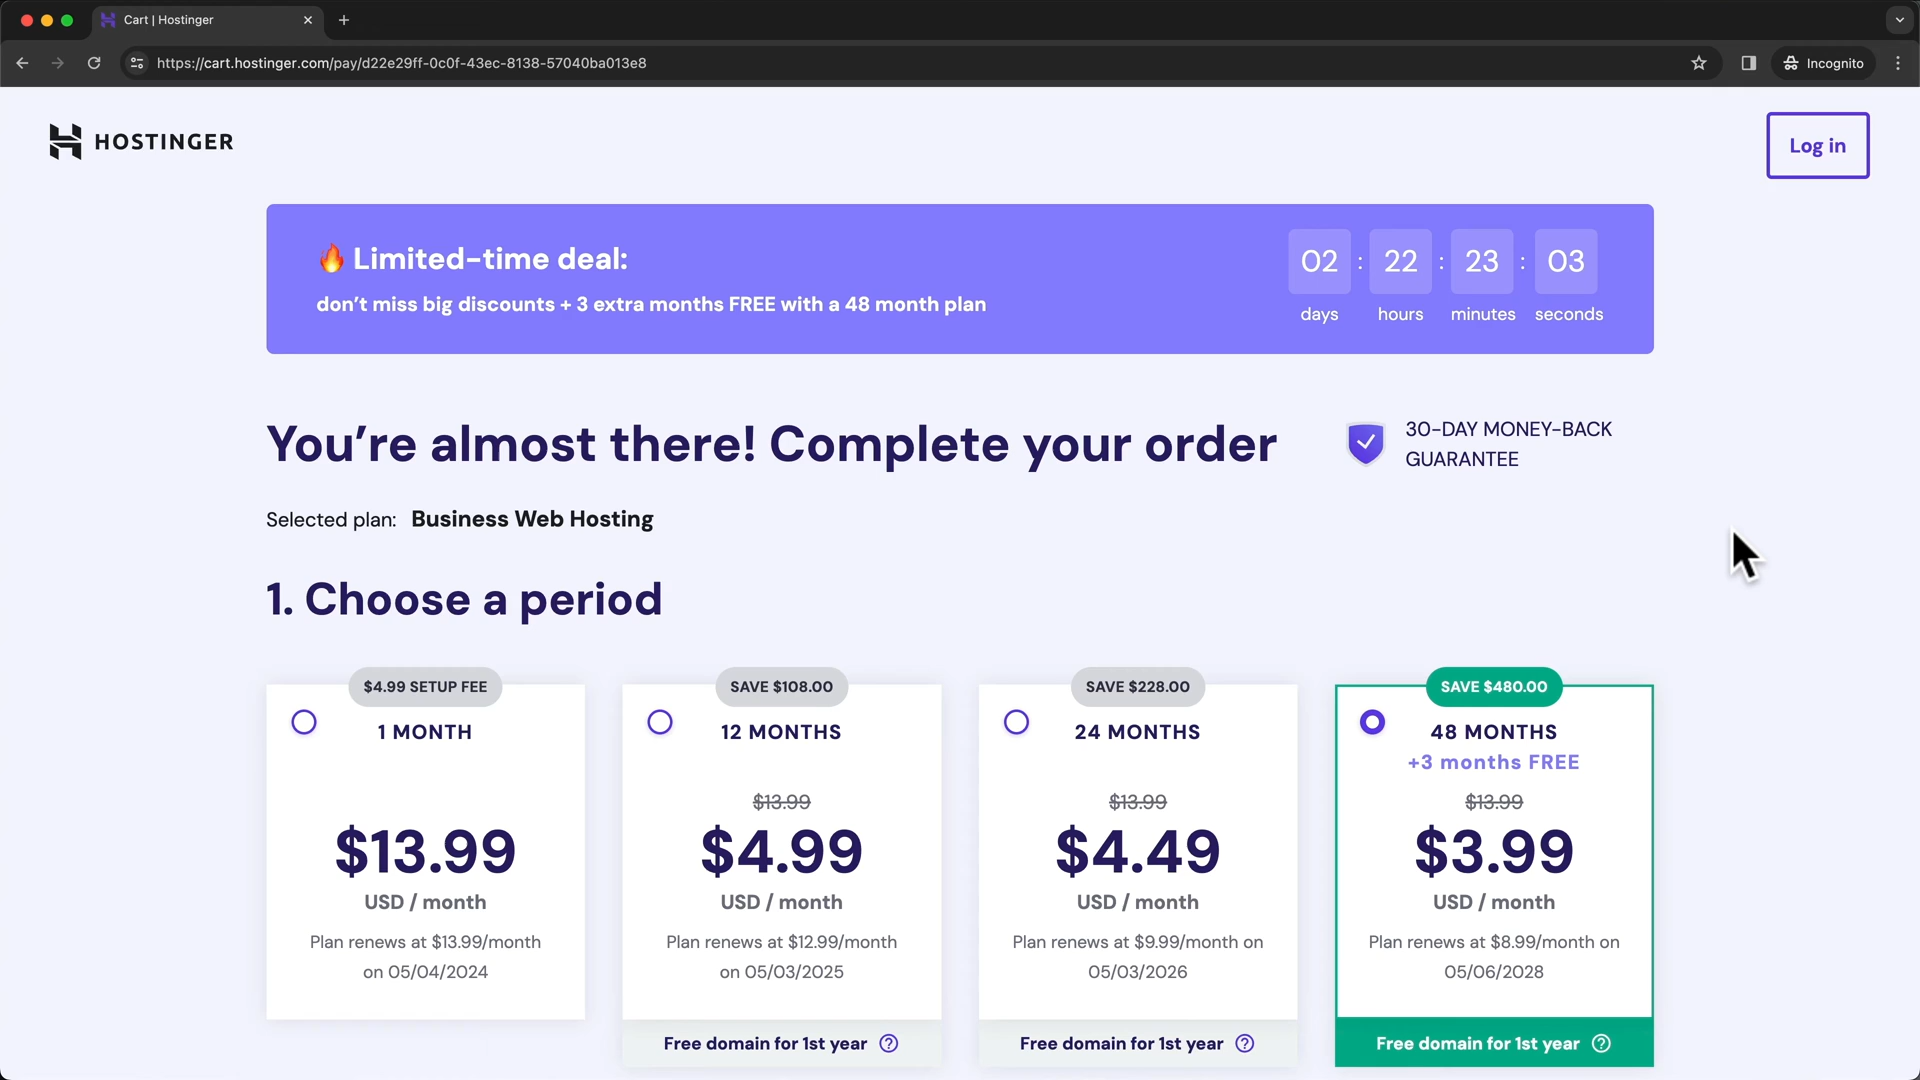 Cart | Hostinger
https://cart.hostinger.com/pay/d22e29ff-0c0f-43ec-8138-57040ba013e8
Incognito
HOSTINGER
Log in
🔥 Limited-time deal:
don’t miss big discounts + 3 extra months FREE with a 48 month plan
02 : 22 : 23 : 03
days hours minutes seconds
You’re almost there! Complete your order
30-DAY MONEY-BACK
GUARANTEE
Selected plan: Business Web Hosting
1. Choose a period
$4.99 SETUP FEE
1 MONTH
$13.99
USD / month
Plan renews at $13.99/month
on 05/04/2024
SAVE $108.00
12 MONTHS
$13.99
$4.99
USD / month
Plan renews at $12.99/month
on 05/03/2025
Free domain for 1st year ?
SAVE $228.00
24 MONTHS
$13.99
$4.49
USD / month
Plan renews at $9.99/month on
05/03/2026
Free domain for 1st year ?
SAVE $480.00
48 MONTHS
+3 months FREE
$13.99
$3.99
USD / month
Plan renews at $8.99/month on
05/06/2028
Free domain for 1st year ?